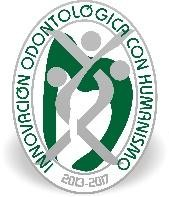 INNOVACIÓN ODONTOLÓGICA CON HUMANISMO
2013-2017